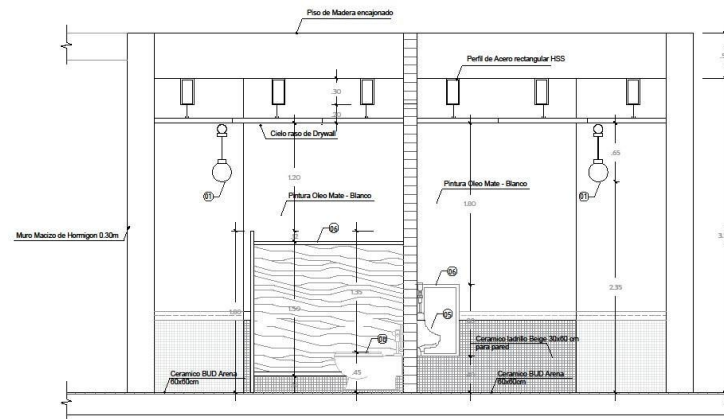 Piso de Madera encajonado
Perfil de Acero rectangular HSS
.30
.20
Cielo raso de Drywall
.65
1.20
Pintura Oleo Mate - Blanco
Pintura Oleo Mate - Blanco
1.80
01
01
Muro Macizo de Hormigon 0.30m
06
06
2.35
1.80
1.50
1.35
05
Ceramico ladrillo Beige 30x60 cm
para pared
08
.45
Ceramico BUD Arena
60x60cm
Ceramico BUD Arena
60x60cm